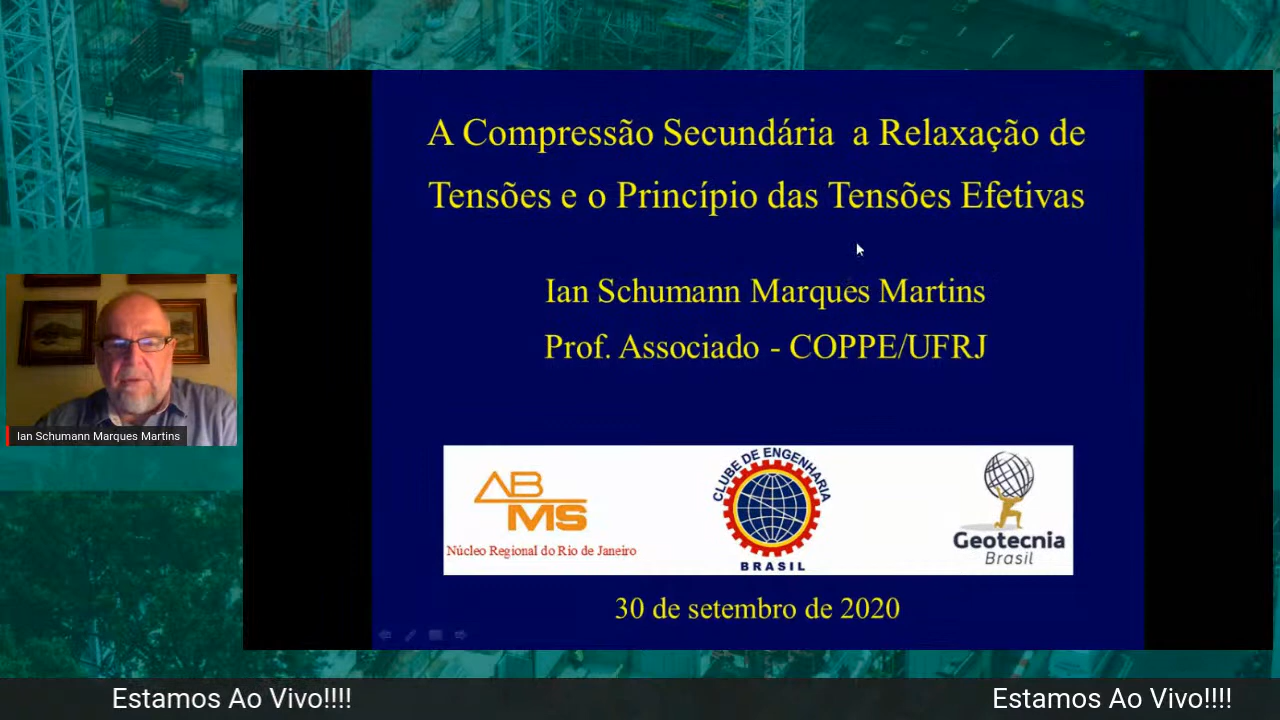 A Compressão Secundária a Relaxação de
Tensões e o Princípio das Tensões Efetivas
Ian Schumann Marques Martins
Prof. Associado - COPPE/UFRJ
Ian Schumann Marques Martins
AB
MS
Núcleo Regional do Rio de Janeiro
CLUBE DE ENGENHARIA
BRASIL
Geotecnia
Brasil
30 de setembro de 2020
Estamos Ao Vivo!!!!
Estamos Ao Vivo!!!!